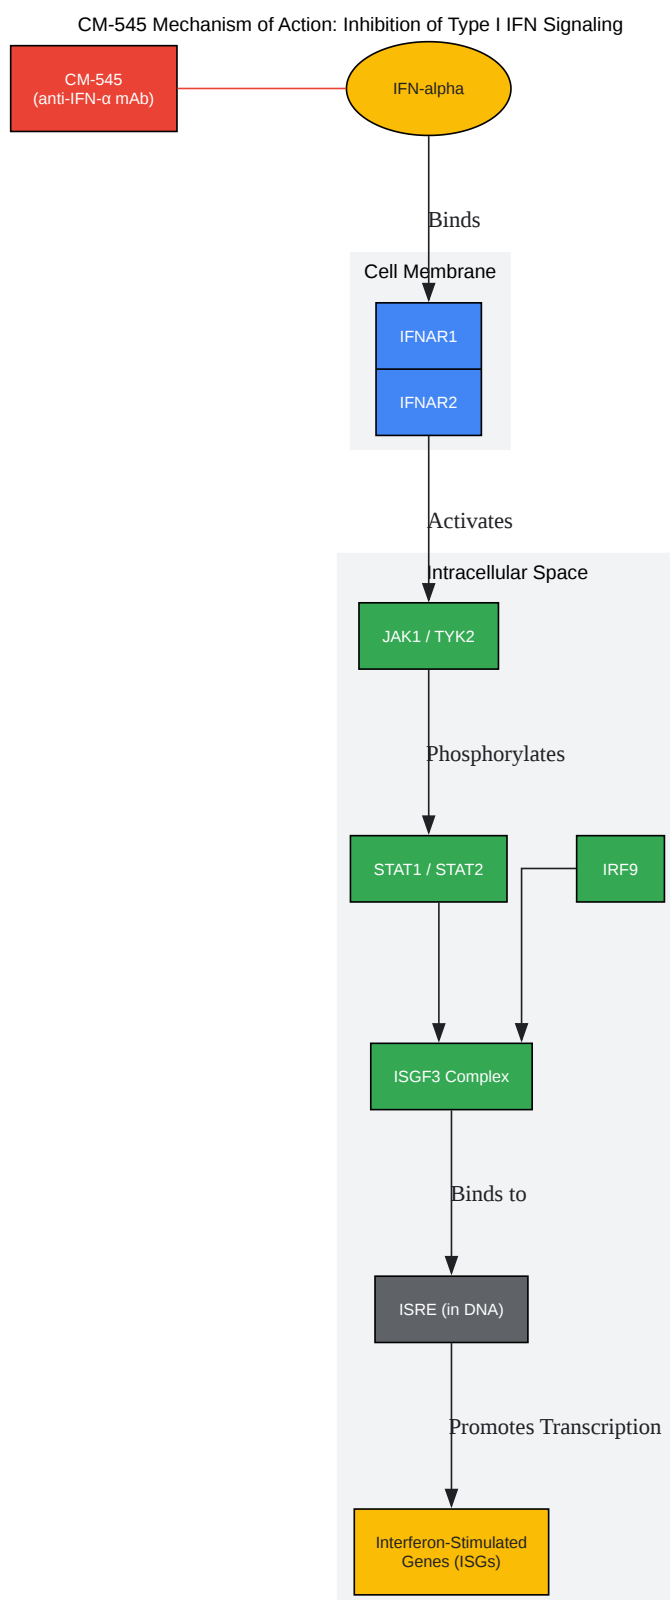 CM-545 Mechanism of Action: Inhibition of Type I IFN Signaling
CM-545
(anti-IFN-α mAb)
IFN-alpha
Binds
Cell Membrane
IFNAR1
IFNAR2
Activates
Intracellular Space
JAK1 / TYK2
Phosphorylates
STAT1 / STAT2
IRF9
ISGF3 Complex
Binds to
ISRE (in DNA)
Promotes Transcription
Interferon-Stimulated
Genes (ISGs)